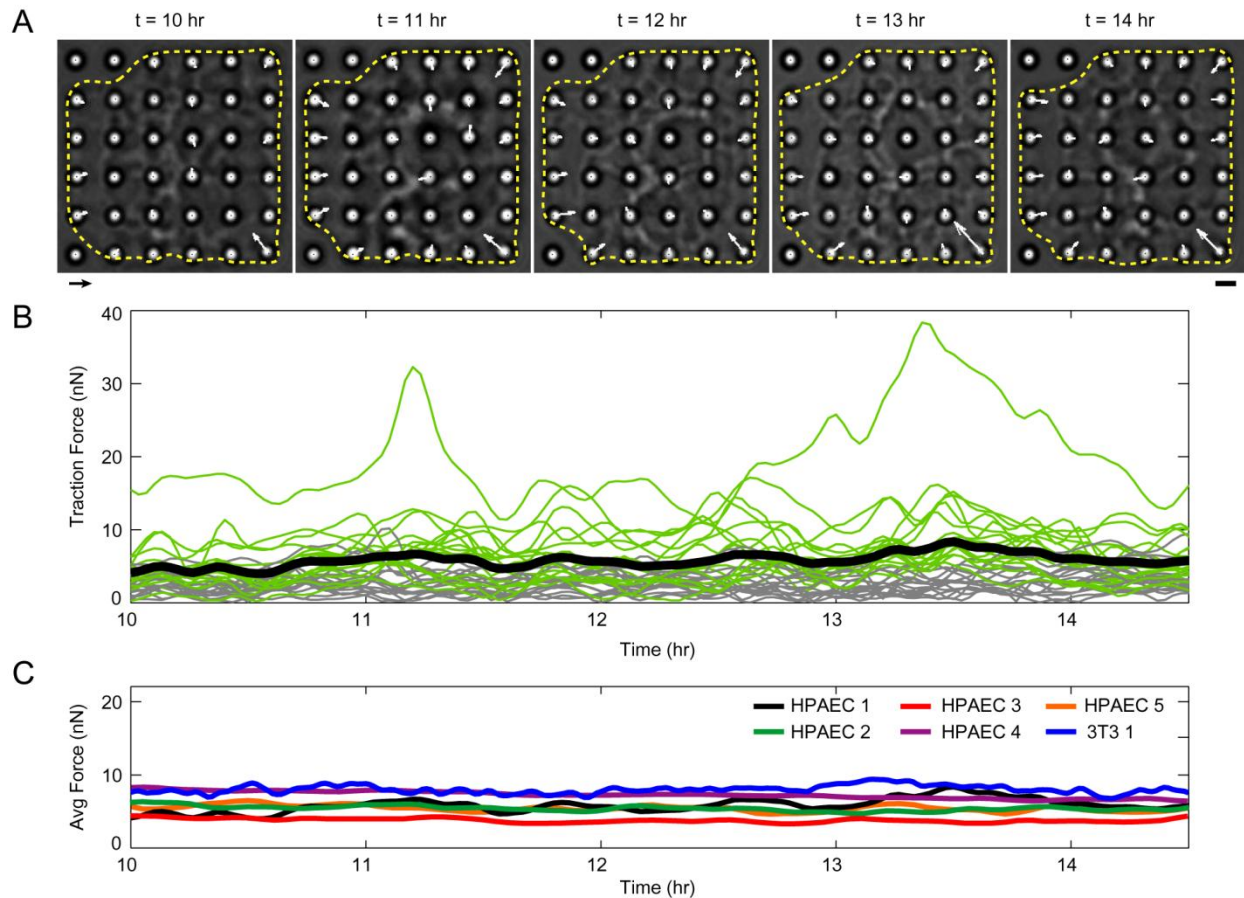 A
t = 10 hr t = 11 hr t = 12 hr t = 13 hr t = 14 hr
B
40
30
20
10
0
Traction Force (nN)
10 11 12 13 14
Time (hr)
C
20
10
0
Avg Force (nN)
HPAEC 1 HPAEC 3 HPAEC 5
HPAEC 2 HPAEC 4 3T3 1
10 11 12 13 14
Time (hr)